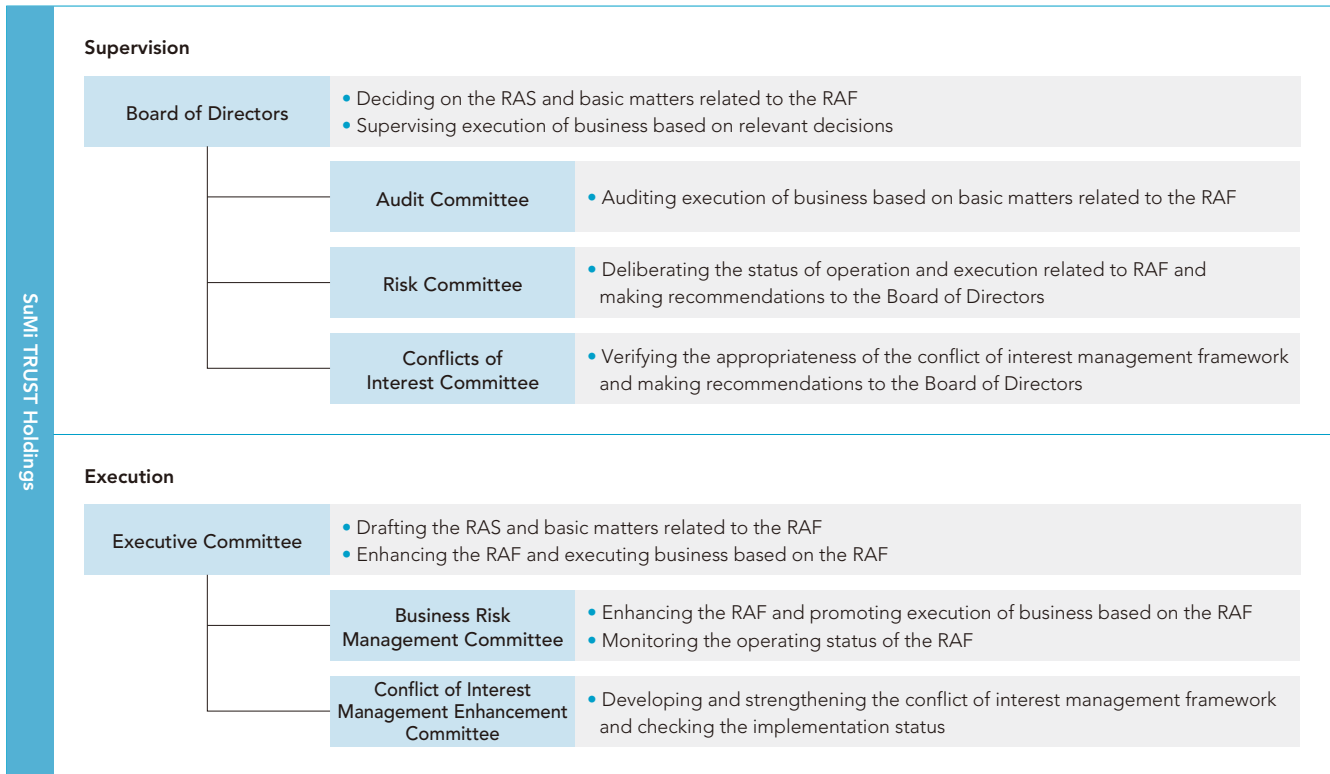 SuMi TRUST Holdings
Supervision
Board of Directors
• Deciding on the RAS and basic matters related to the RAF
• Supervising execution of business based on relevant decisions
Audit Committee
• Auditing execution of business based on basic matters related to the RAF
Risk Committee
• Deliberating the status of operation and execution related to RAF and
making recommendations to the Board of Directors
Conflicts of
Interest Committee
• Verifying the appropriateness of the conflict of interest management framework
and making recommendations to the Board of Directors
Execution
Executive Committee
• Drafting the RAS and basic matters related to the RAF
• Enhancing the RAF and executing business based on the RAF
Business Risk
Management Committee
• Enhancing the RAF and promoting execution of business based on the RAF
• Monitoring the operating status of the RAF
Conflict of Interest
Management Enhancement
Committee
• Developing and strengthening the conflict of interest management framework
and checking the implementation status